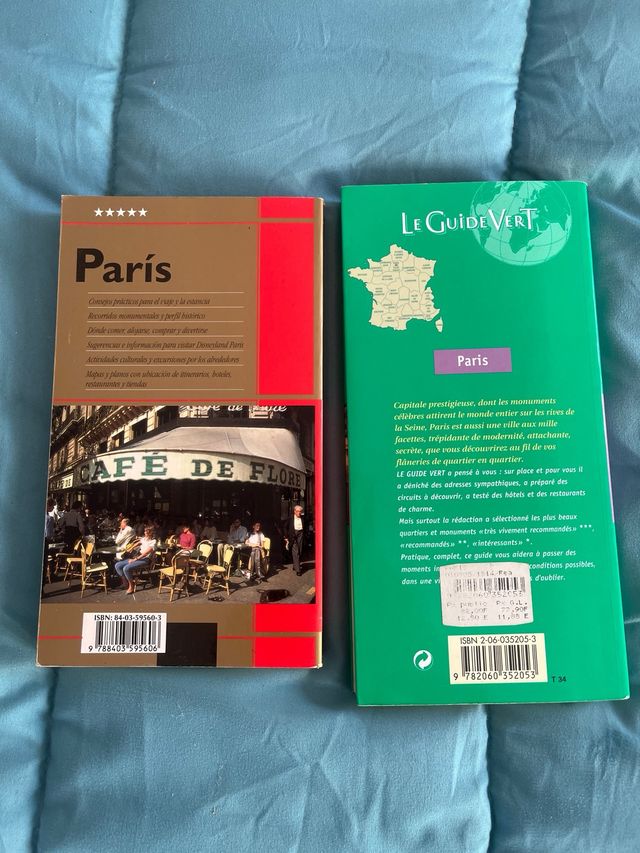 ★★★★★
París
Consejos prácticos para el viaje y la estancia
Recorridos monumentales y perfil histórico
Dónde comer, alojarse, comprar y divertirse
Sugerencias e información para visitar Disneyland París
Actividades culturales y excursiones por los alrededores
Mapas y planos con ubicación de itinerarios, hoteles,
restaurantes y tiendas
CAFÉ DE FLORE
ISBN: 84-03-59560-3
9 788403 595606
LE GUIDE VERT
Paris
Capitale prestigieuse, dont les monuments
célèbres attirent le monde entier sur les rives de
la Seine, Paris est aussi une ville aux mille
facettes, trépidante de modernité, attachante,
secrète, que vous découvrirez au fil de vos
flâneries de quartier en quartier.
LE GUIDE VERT a pensé à vous : sur place et pour vous il
a déniché des adresses sympathiques, a préparé des
circuits à découvrir, a testé des hôtels et des restaurants
de charme.
Mais surtout la rédaction a sélectionné les plus beaux
quartiers et monuments «très vivement recommandés» ***,
«recommandés» **, «intéressants» *.
Pratique, complet, ce guide vous aidera à passer des
moments conditions possibles,
dans une d'oublier.
9 782060 352053
ISBN 2-06-035205-3
9 782060 352053
T 34